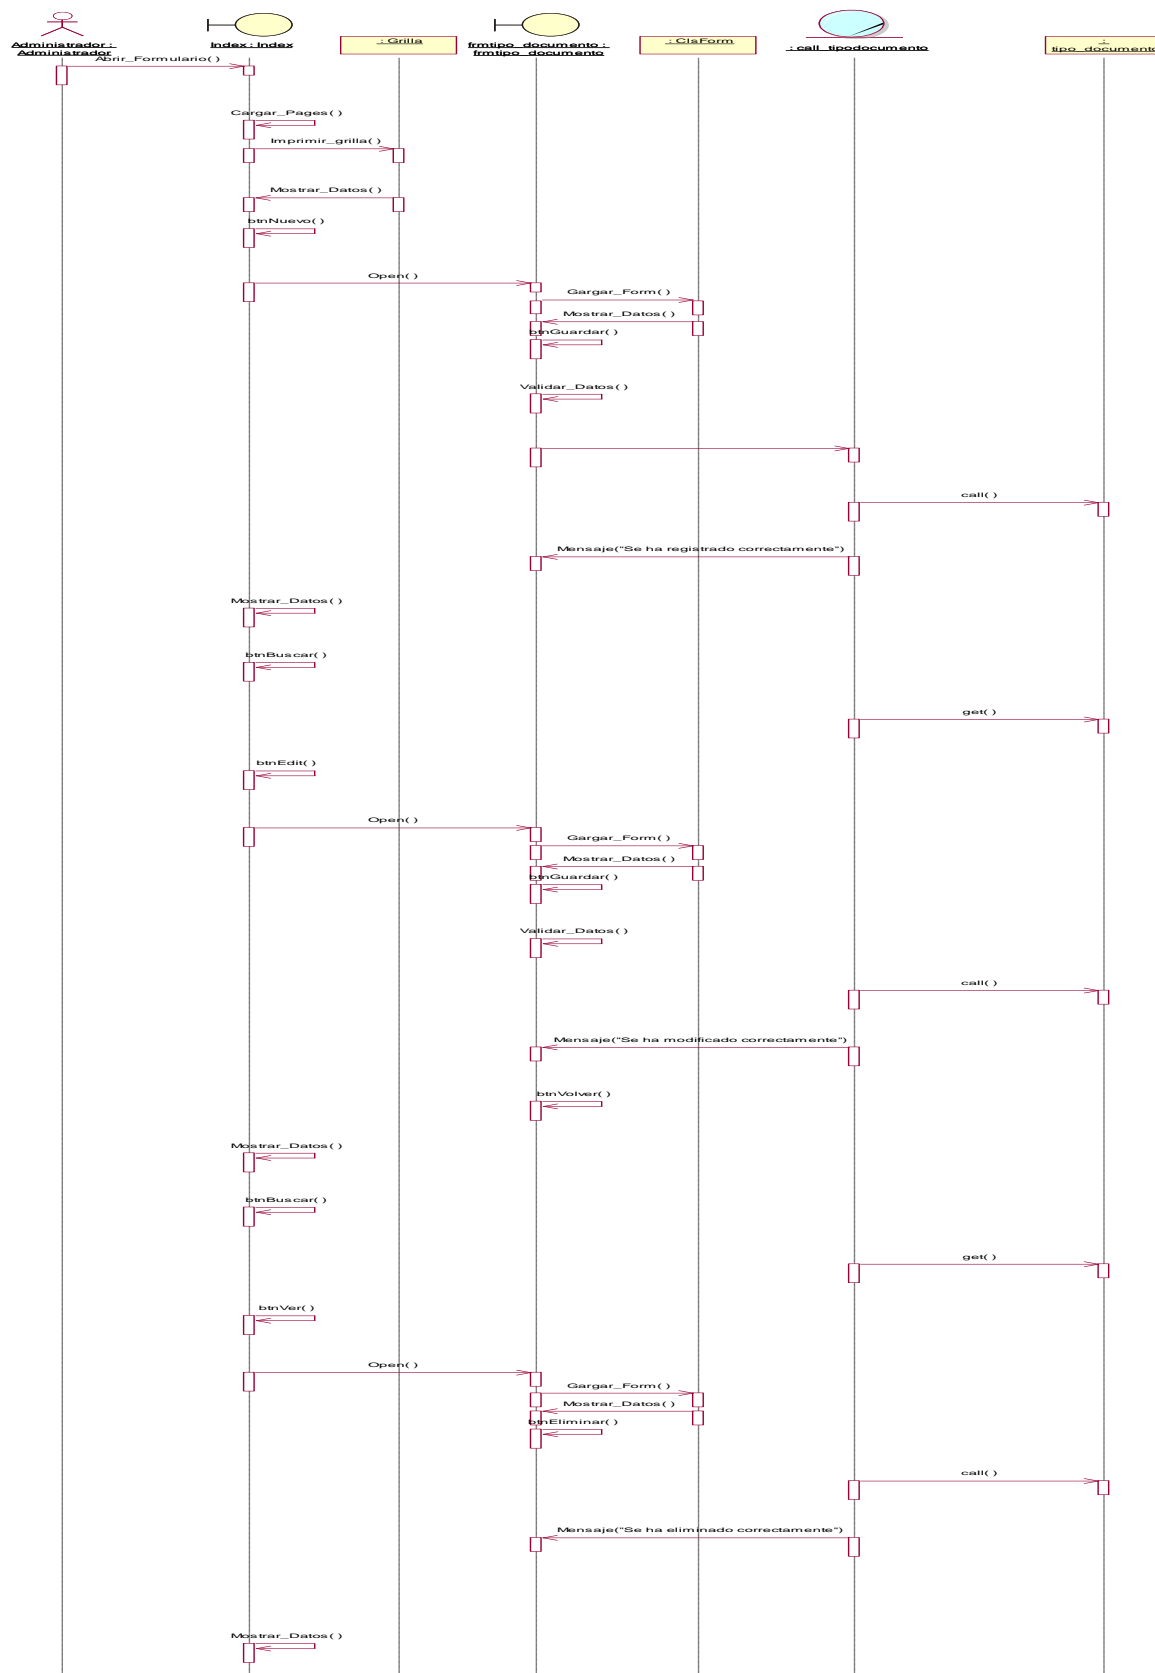 Administrador :
Administrador
Index : Index
: Grilla
frmtipo_documento :
frmtipo_documento
: ClsForm
: call_tipodocumento
:
tipo_documento
Abrir_Formulario( )
Cargar_Pages( )
Imprimir_grilla( )
Mostrar_Datos( )
btnNuevo( )
Open( )
Gargar_Form( )
Mostrar_Datos( )
btnGuardar( )
Validar_Datos( )
call( )
Mensaje("Se ha registrado correctamente")
Mostrar_Datos( )
btnBuscar( )
get( )
btnEdit( )
Open( )
Gargar_Form( )
Mostrar_Datos( )
btnGuardar( )
Validar_Datos( )
call( )
Mensaje("Se ha modificado correctamente")
btnVolver( )
Mostrar_Datos( )
btnBuscar( )
get( )
btnVer( )
Open( )
Gargar_Form( )
Mostrar_Datos( )
btnEliminar( )
call( )
Mensaje("Se ha eliminado correctamente")
Mostrar_Datos( )